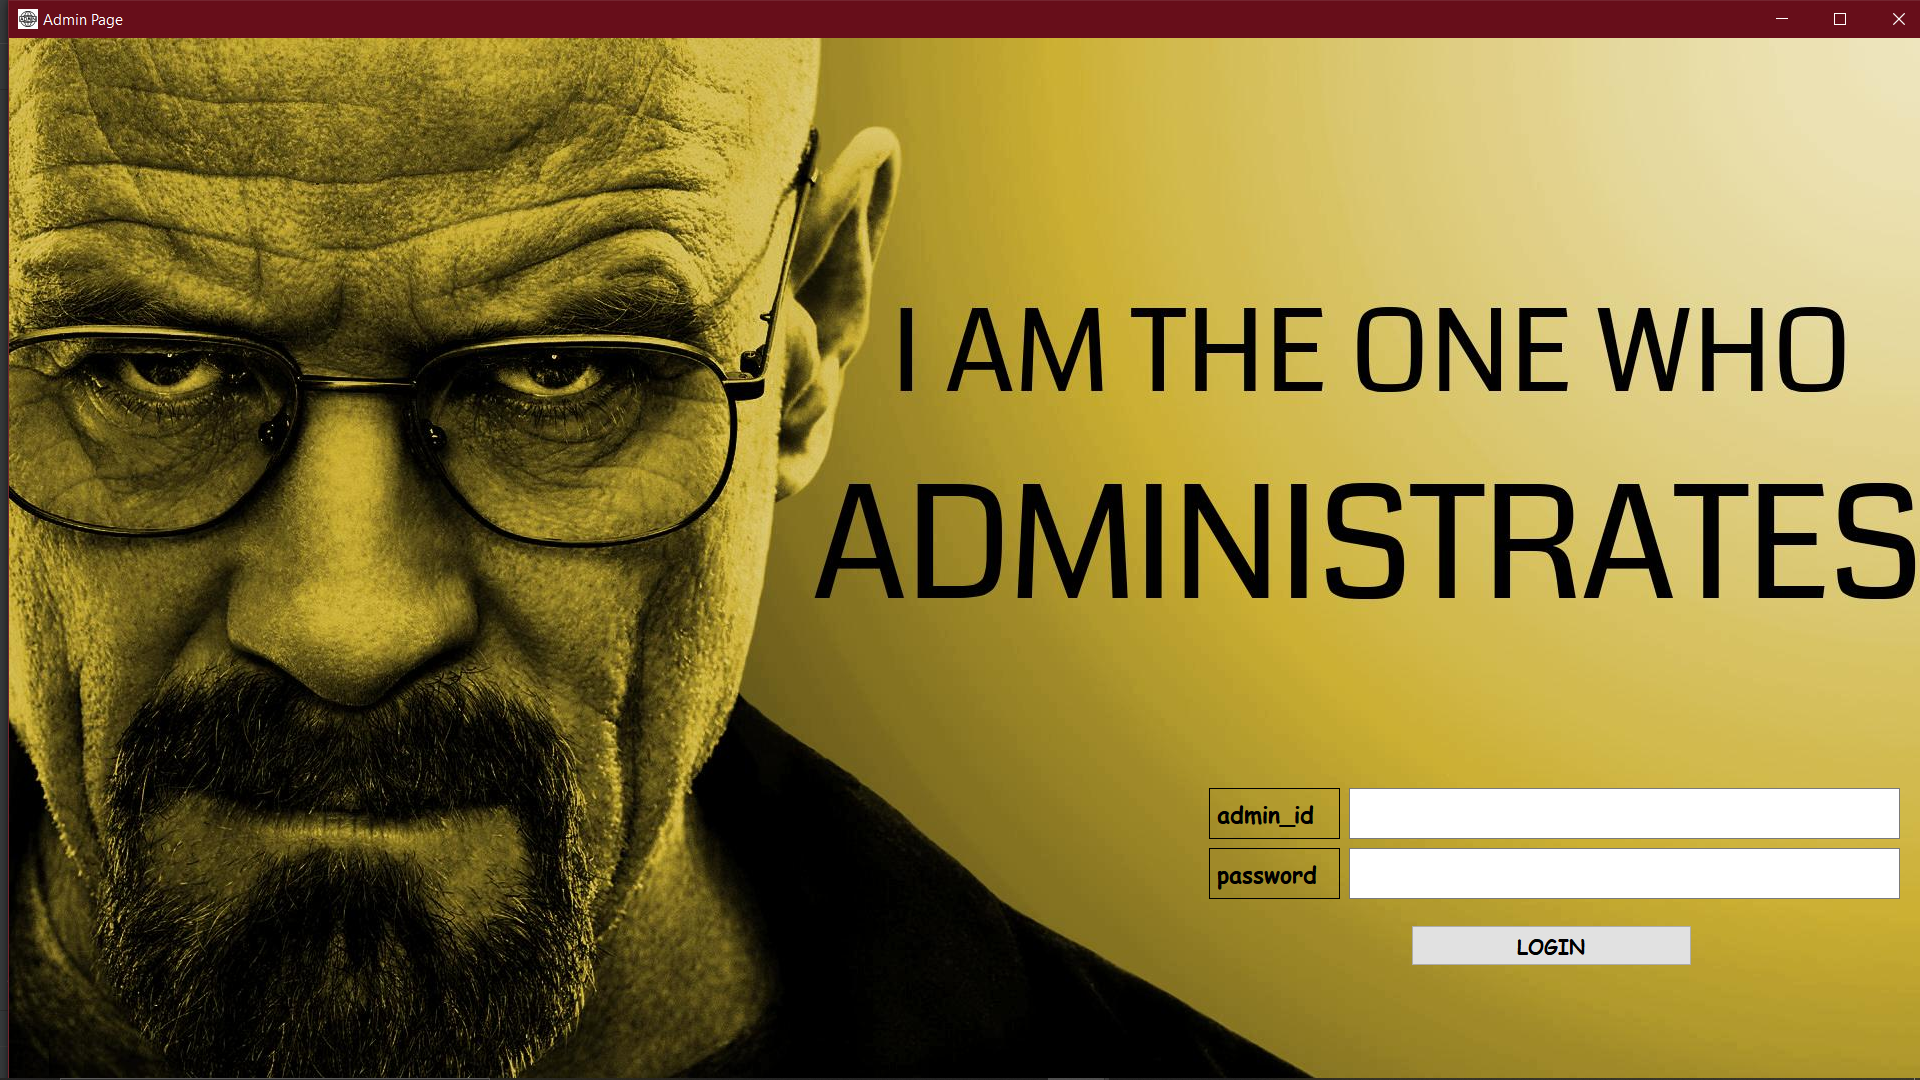 Admin Page
I AM THE ONE WHO
ADMINISTRATES
admin_id
password
LOGIN